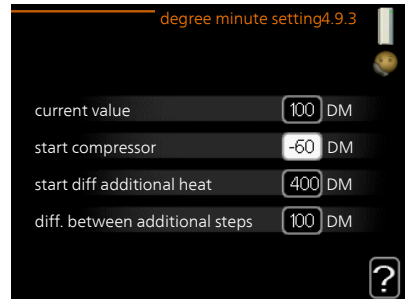 degree minute setting4.9.3
current value 100 DM
start compressor -60 DM
start diff additional heat 400 DM
diff. between additional steps 100 DM
?